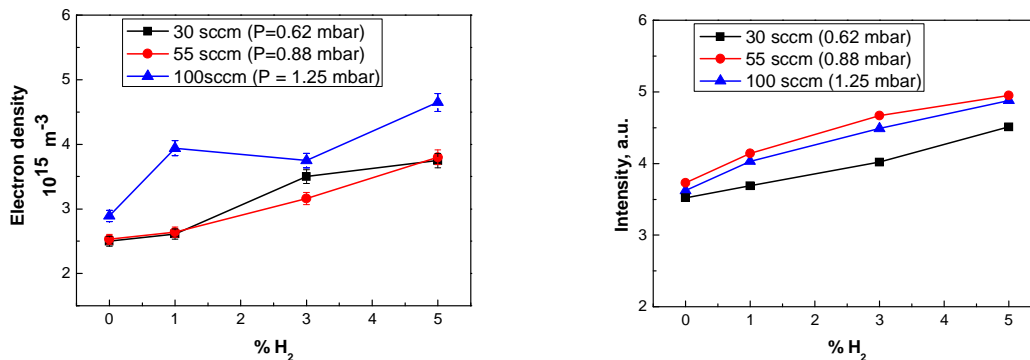 6
5
4
3
2
0
1
2
3
4
5
% H2
Electron density
10^15 m^-3
30 sccm (P=0.62 mbar)
55 sccm (P=0.88 mbar)
100sccm (P = 1.25 mbar)
6
5
4
3
2
0
1
2
3
4
5
% H2
Intensity, a.u.
30 sccm (0.62 mbar)
55 sccm (0.88 mbar)
100 sccm (1.25 mbar)